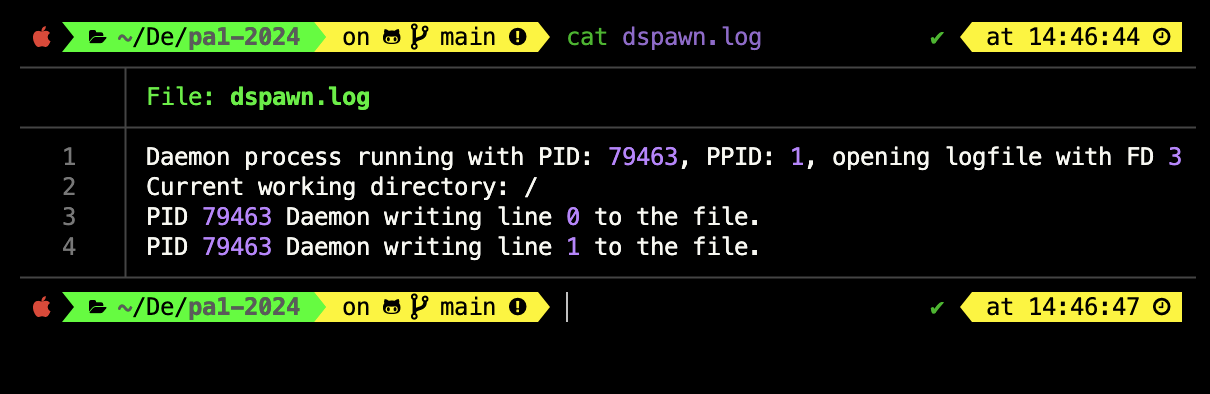 ~/De/pa1-2024 on main cat dspawn.log ✔ at 14:46:44
File: dspawn.log
1 Daemon process running with PID: 79463, PPID: 1, opening logfile with FD 3
2 Current working directory: /
3 PID 79463 Daemon writing line 0 to the file.
4 PID 79463 Daemon writing line 1 to the file.
~/De/pa1-2024 on main ✔ at 14:46:47